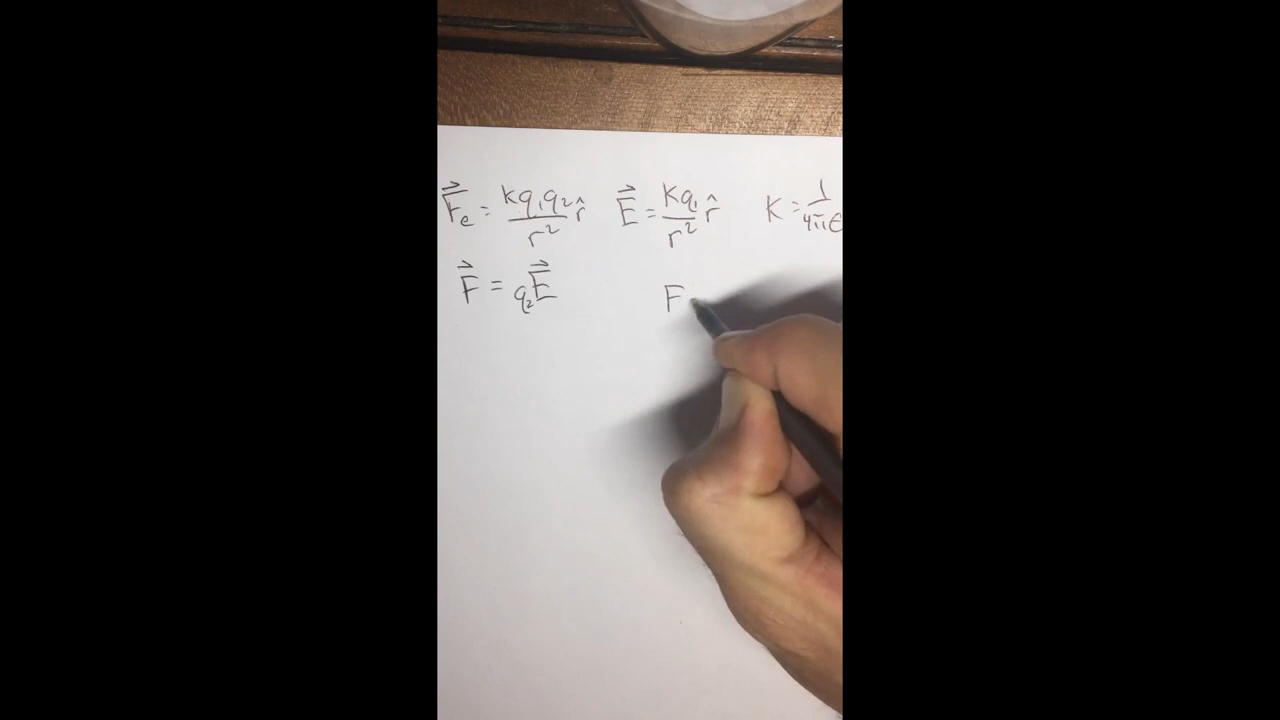 F⃗e = kq₁q₂/r² r̂  E⃗ = kq₁/r² r̂  K = 1/4πϵ
F⃗ = q₂E⃗  F